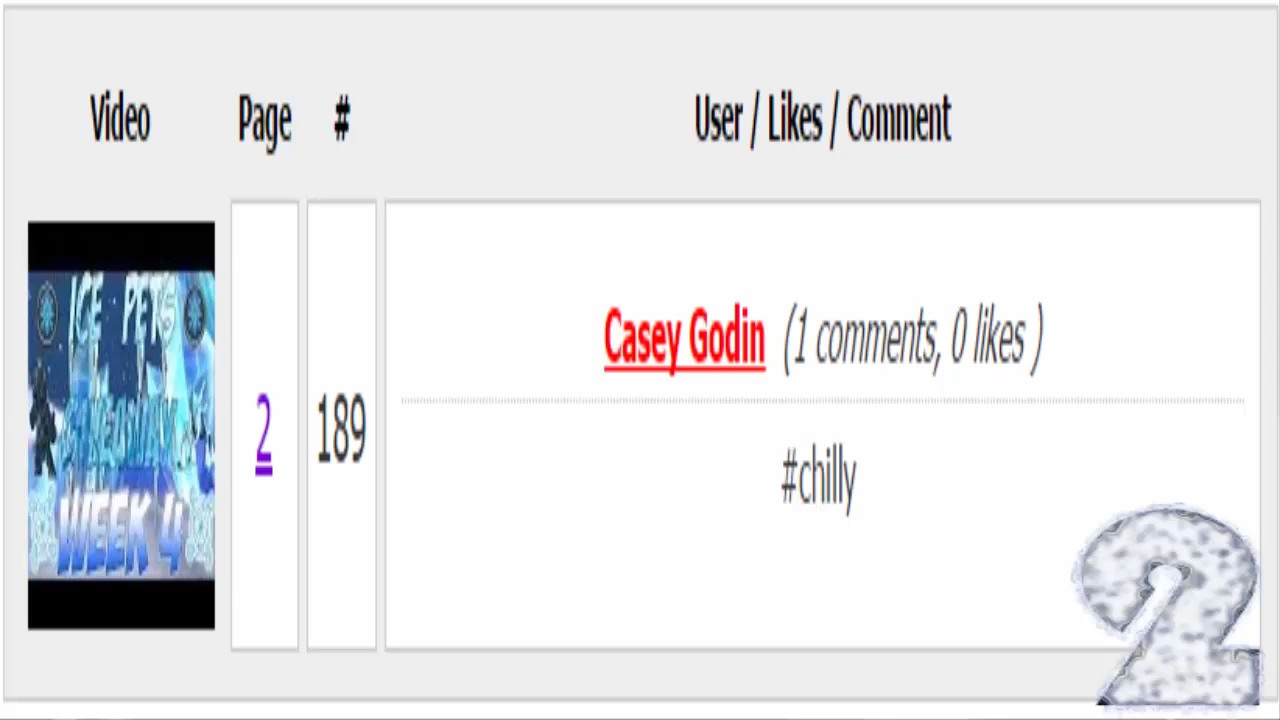 Video Page # User / Likes / Comment
ICE PETS
GIVEAWAY
WEEK 4
2 189
Casey Godin (1 comments, 0 likes )
#chilly
2